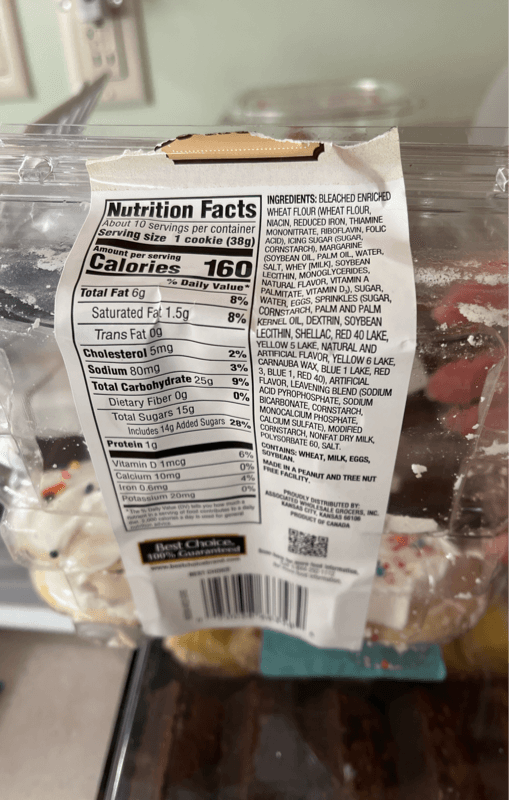 Nutrition Facts
About 10 servings per container
Serving size 1 cookie (38g)
Amount per serving
Calories 160
% Daily Value*
Total Fat 6g 8%
Saturated Fat 1.5g 8%
Trans Fat 0g
Cholesterol 5mg 2%
Sodium 80mg 3%
Total Carbohydrate 25g 9%
Dietary Fiber 0g 0%
Total Sugars 15g
Includes 14g Added Sugars 28%
Protein 1g
Vitamin D 1mcg 6%
Calcium 10mg 0%
Iron 0.6mg 4%
Potassium 20mg 0%
Best Choice.
100% Guaranteed
BEST CHOICE
INGREDIENTS: BLEACHED ENRICHED
WHEAT FLOUR (WHEAT FLOUR,
NIACIN, REDUCED IRON, THIAMINE
MONONITRATE, RIBOFLAVIN, FOLIC
ACID), ICING SUGAR (SUGAR,
CORNSTARCH), MARGARINE
(SOYBEAN OIL, PALM OIL, WATER,
SALT, WHEY [MILK], SOYBEAN
LECITHIN, MONOGLYCERIDES,
NATURAL FLAVOR, VITAMIN A
PALMITATE, VITAMIN D₃), SUGAR,
WATER, EGGS, SPRINKLES (SUGAR,
CORNSTARCH, PALM AND PALM
KERNEL OIL, DEXTRIN, SOYBEAN
LECITHIN, SHELLAC, RED 40 LAKE,
YELLOW 5 LAKE, NATURAL AND
ARTIFICIAL FLAVOR, YELLOW 6 LAKE,
CARNAUBA WAX, BLUE 1 LAKE, RED
3, BLUE 1, RED 40), ARTIFICIAL
FLAVOR, LEAVENING BLEND (SODIUM
ACID PYROPHOSPHATE, SODIUM
BICARBONATE, CORNSTARCH,
MONOCALCIUM PHOSPHATE,
CALCIUM SULFATE), MODIFIED
CORNSTARCH, NONFAT DRY MILK,
POLYSORBATE 60, SALT.
CONTAINS: WHEAT, MILK, EGGS,
SOYBEAN.
MADE IN A PEANUT AND TREE NUT
FREE FACILITY.
PROUDLY DISTRIBUTED BY:
ASSOCIATED WHOLESALE GROCERS, INC.
KANSAS CITY, KANSAS 66106
PRODUCT OF CANADA